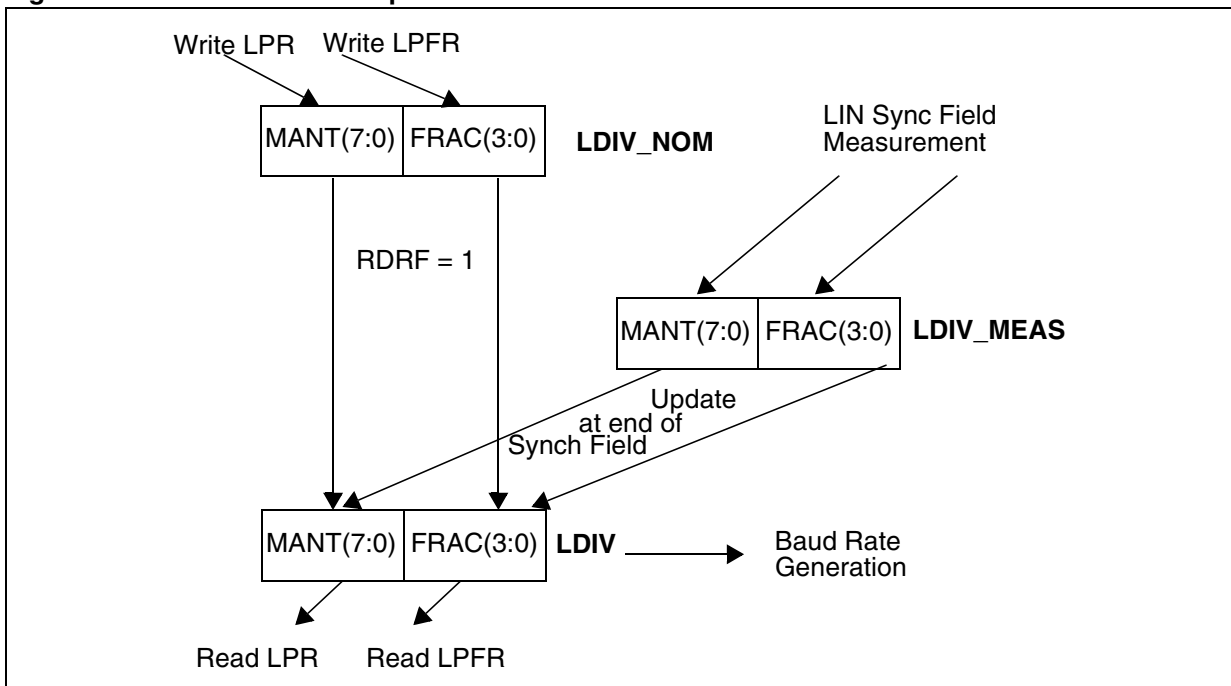 Write LPR Write LPFR
MANT(7:0) FRAC(3:0) LDIV_NOM
LIN Sync Field
Measurement
RDRF = 1
MANT(7:0) FRAC(3:0) LDIV_MEAS
Update
at end of
Synch Field
MANT(7:0) FRAC(3:0) LDIV
Baud Rate
Generation
Read LPR Read LPFR